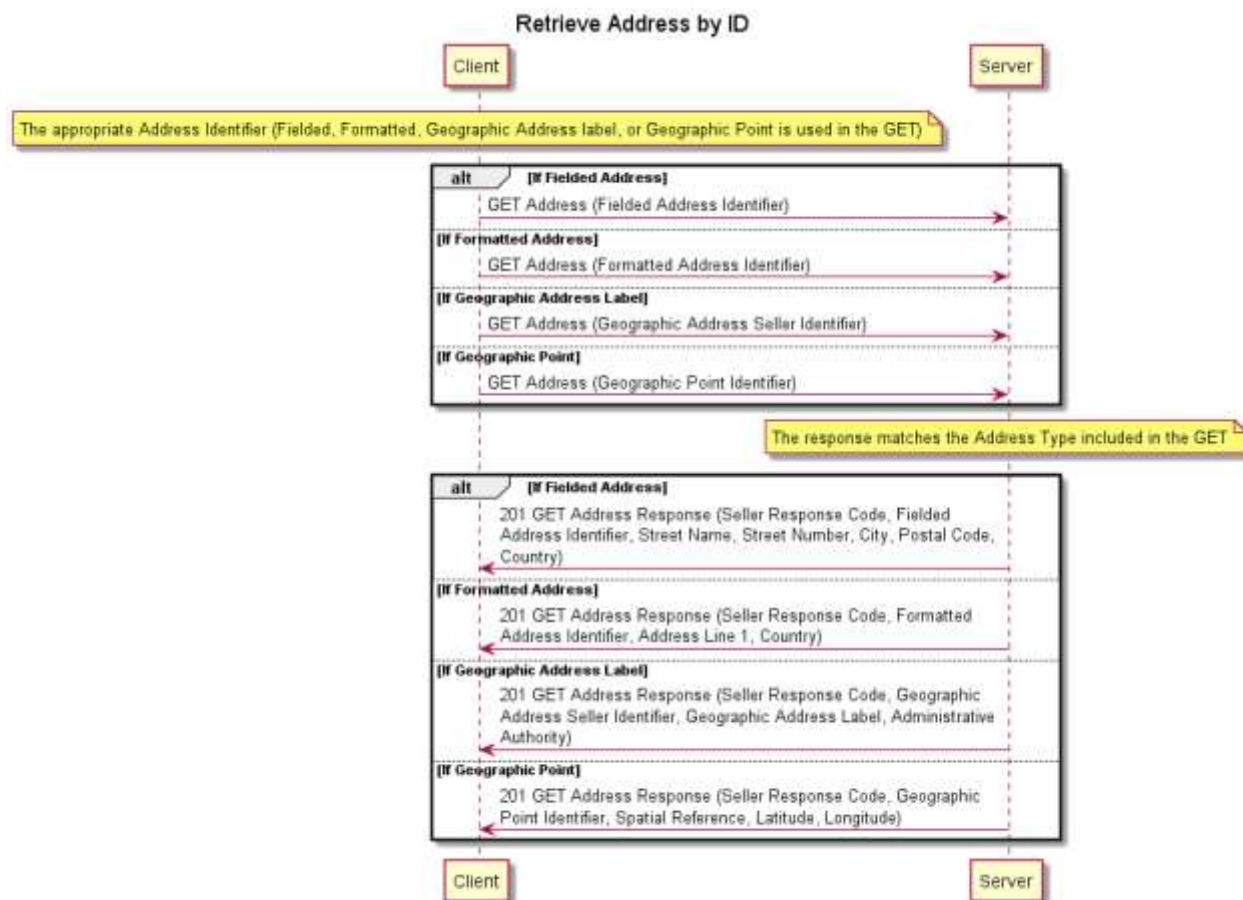 Retrieve Address by ID
Client
Server
The appropriate Address Identifier (Fielded, Formatted, Geographic Address label, or Geographic Point is used in the GET)
alt
[If Fielded Address]
GET Address (Fielded Address Identifier)
[If Formatted Address]
GET Address (Formatted Address Identifier)
[If Geographic Address Label]
GET Address (Geographic Address Seller Identifier)
[If Geographic Point]
GET Address (Geographic Point Identifier)
The response matches the Address Type included in the GET
alt
[If Fielded Address]
201 GET Address Response (Seller Response Code, Fielded
Address Identifier, Street Name, Street Number, City, Postal Code,
Country)
[If Formatted Address]
201 GET Address Response (Seller Response Code, Formatted
Address Identifier, Address Line 1, Country)
[If Geographic Address Label]
201 GET Address Response (Seller Response Code, Geographic
Address Seller Identifier, Geographic Address Label, Administrative
Authority)
[If Geographic Point]
201 GET Address Response (Seller Response Code, Geographic
Point Identifier, Spatial Reference, Latitude, Longitude)
Client
Server